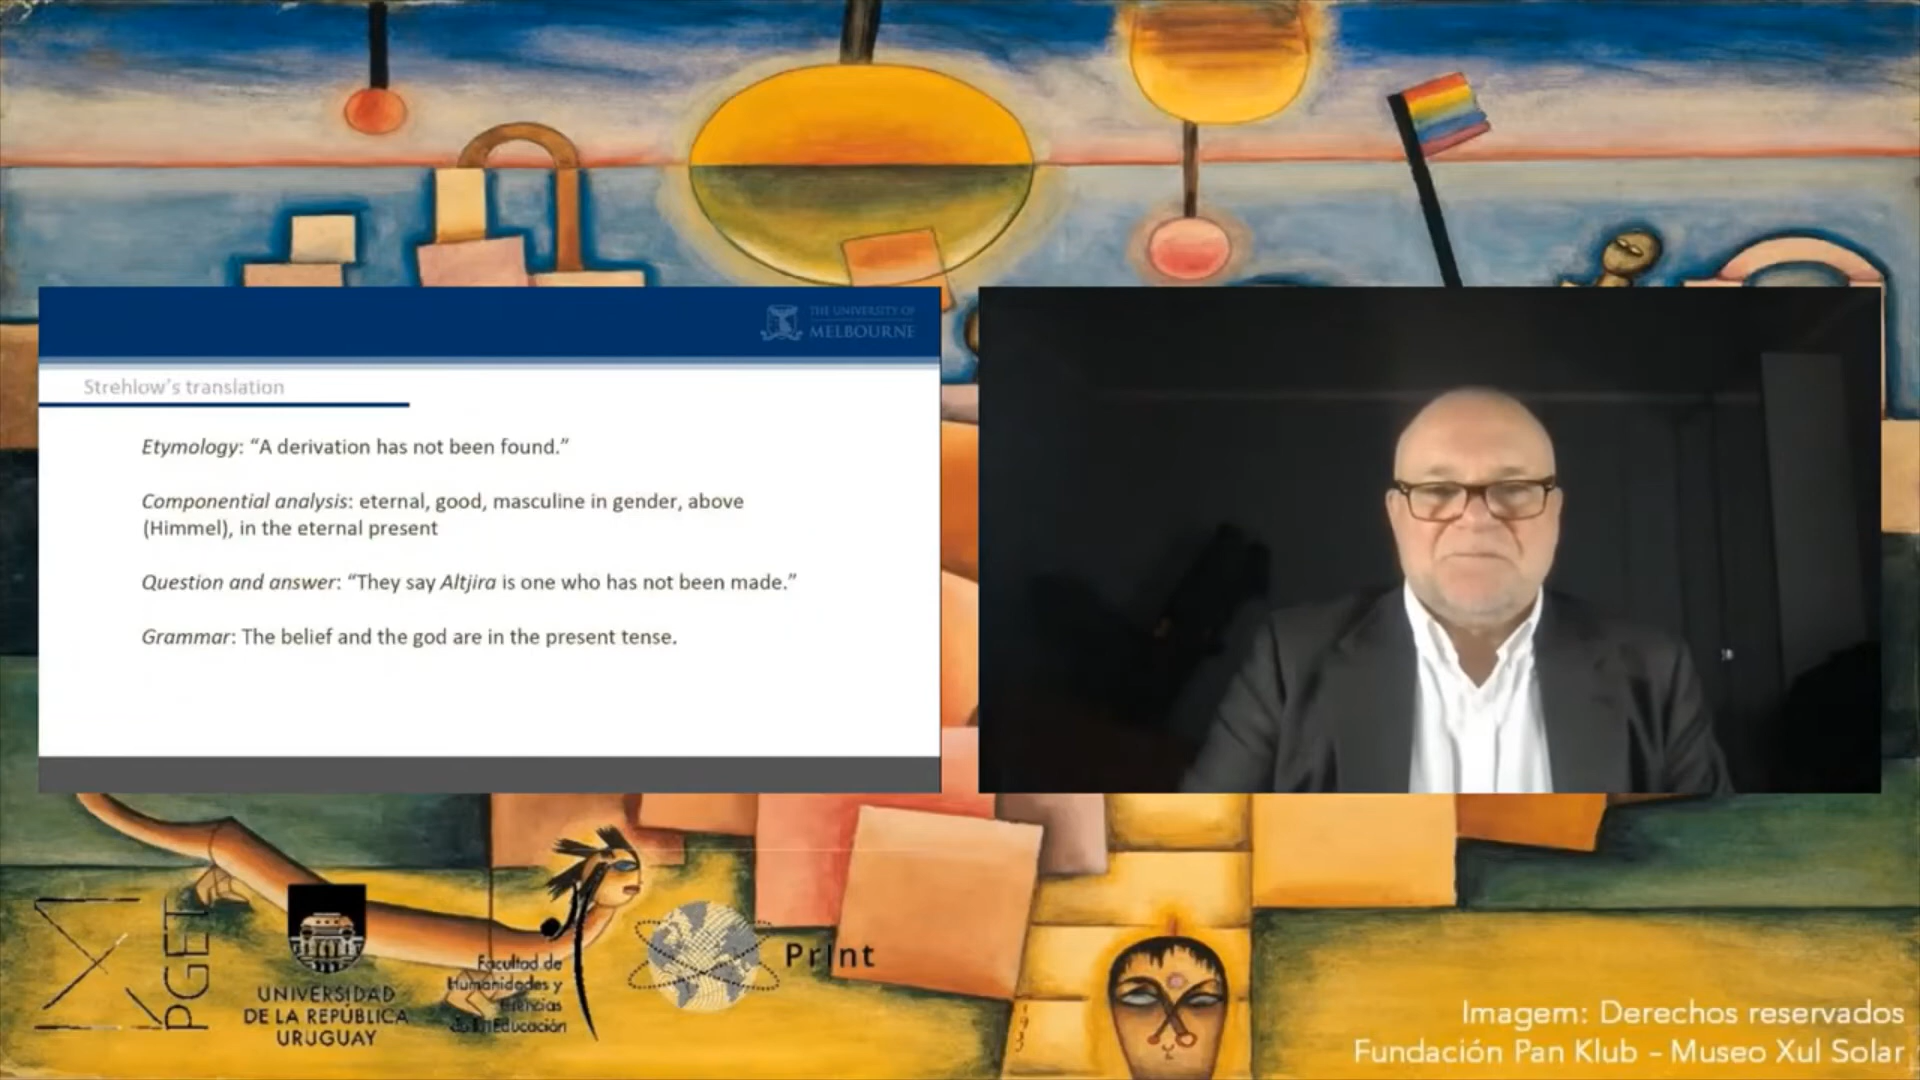 THE UNIVERSITY OF
MELBOURNE
Strehlow's translation
Etymology: “A derivation has not been found.”
Componential analysis: eternal, good, masculine in gender, above
(Himmel), in the eternal present
Question and answer: “They say Altjira is one who has not been made.”
Grammar: The belief and the god are in the present tense.
PGET
UNIVERSIDAD
DE LA REPÚBLICA
URUGUAY
Facultad de
Humanidades y
Ciencias
de la Educación
PrInt
Imagem: Derechos reservados
Fundación Pan Klub - Museo Xul Solar